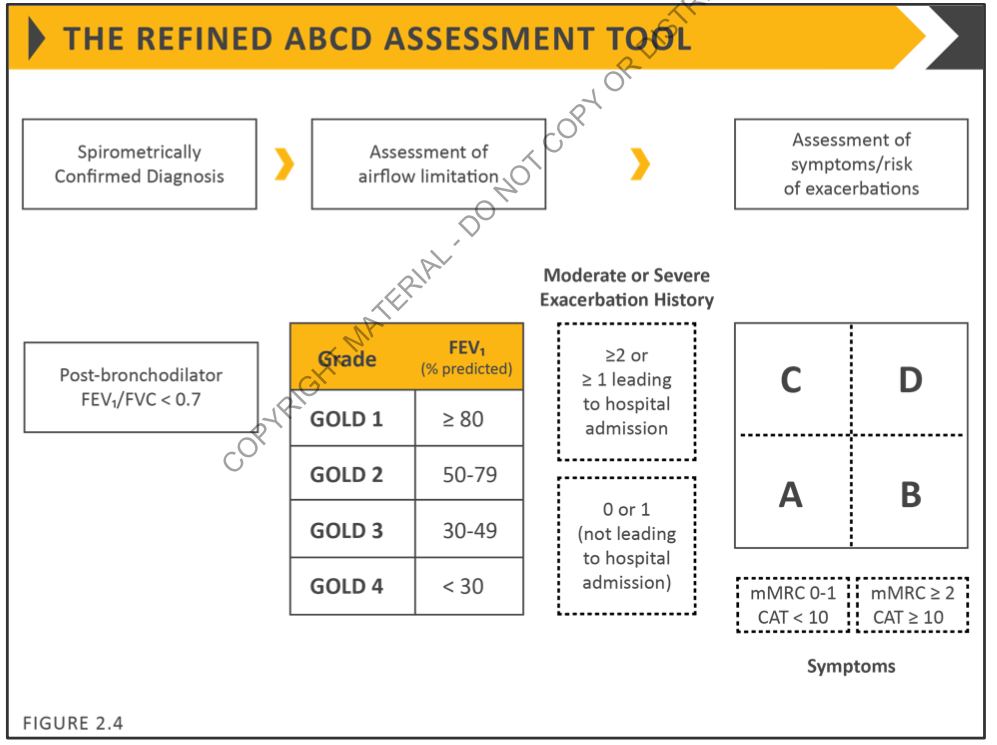 THE REFINED ABCD ASSESSMENT TOOL
Spirometrically
Confirmed Diagnosis
Assessment of
airflow limitation
Assessment of
symptoms/risk
of exacerbations
Post-bronchodilator
FEV₁/FVC < 0.7
Grade
FEV₁
(% predicted)
GOLD 1
≥ 80
GOLD 2
50-79
GOLD 3
30-49
GOLD 4
< 30
Moderate or Severe
Exacerbation History
≥2 or
≥ 1 leading
to hospital
admission
0 or 1
(not leading
to hospital
admission)
C
D
A
B
mMRC 0-1
CAT < 10
mMRC ≥ 2
CAT ≥ 10
Symptoms
COPYRIGHT MATERIAL - DO NOT COPY OR DISTRI
FIGURE 2.4